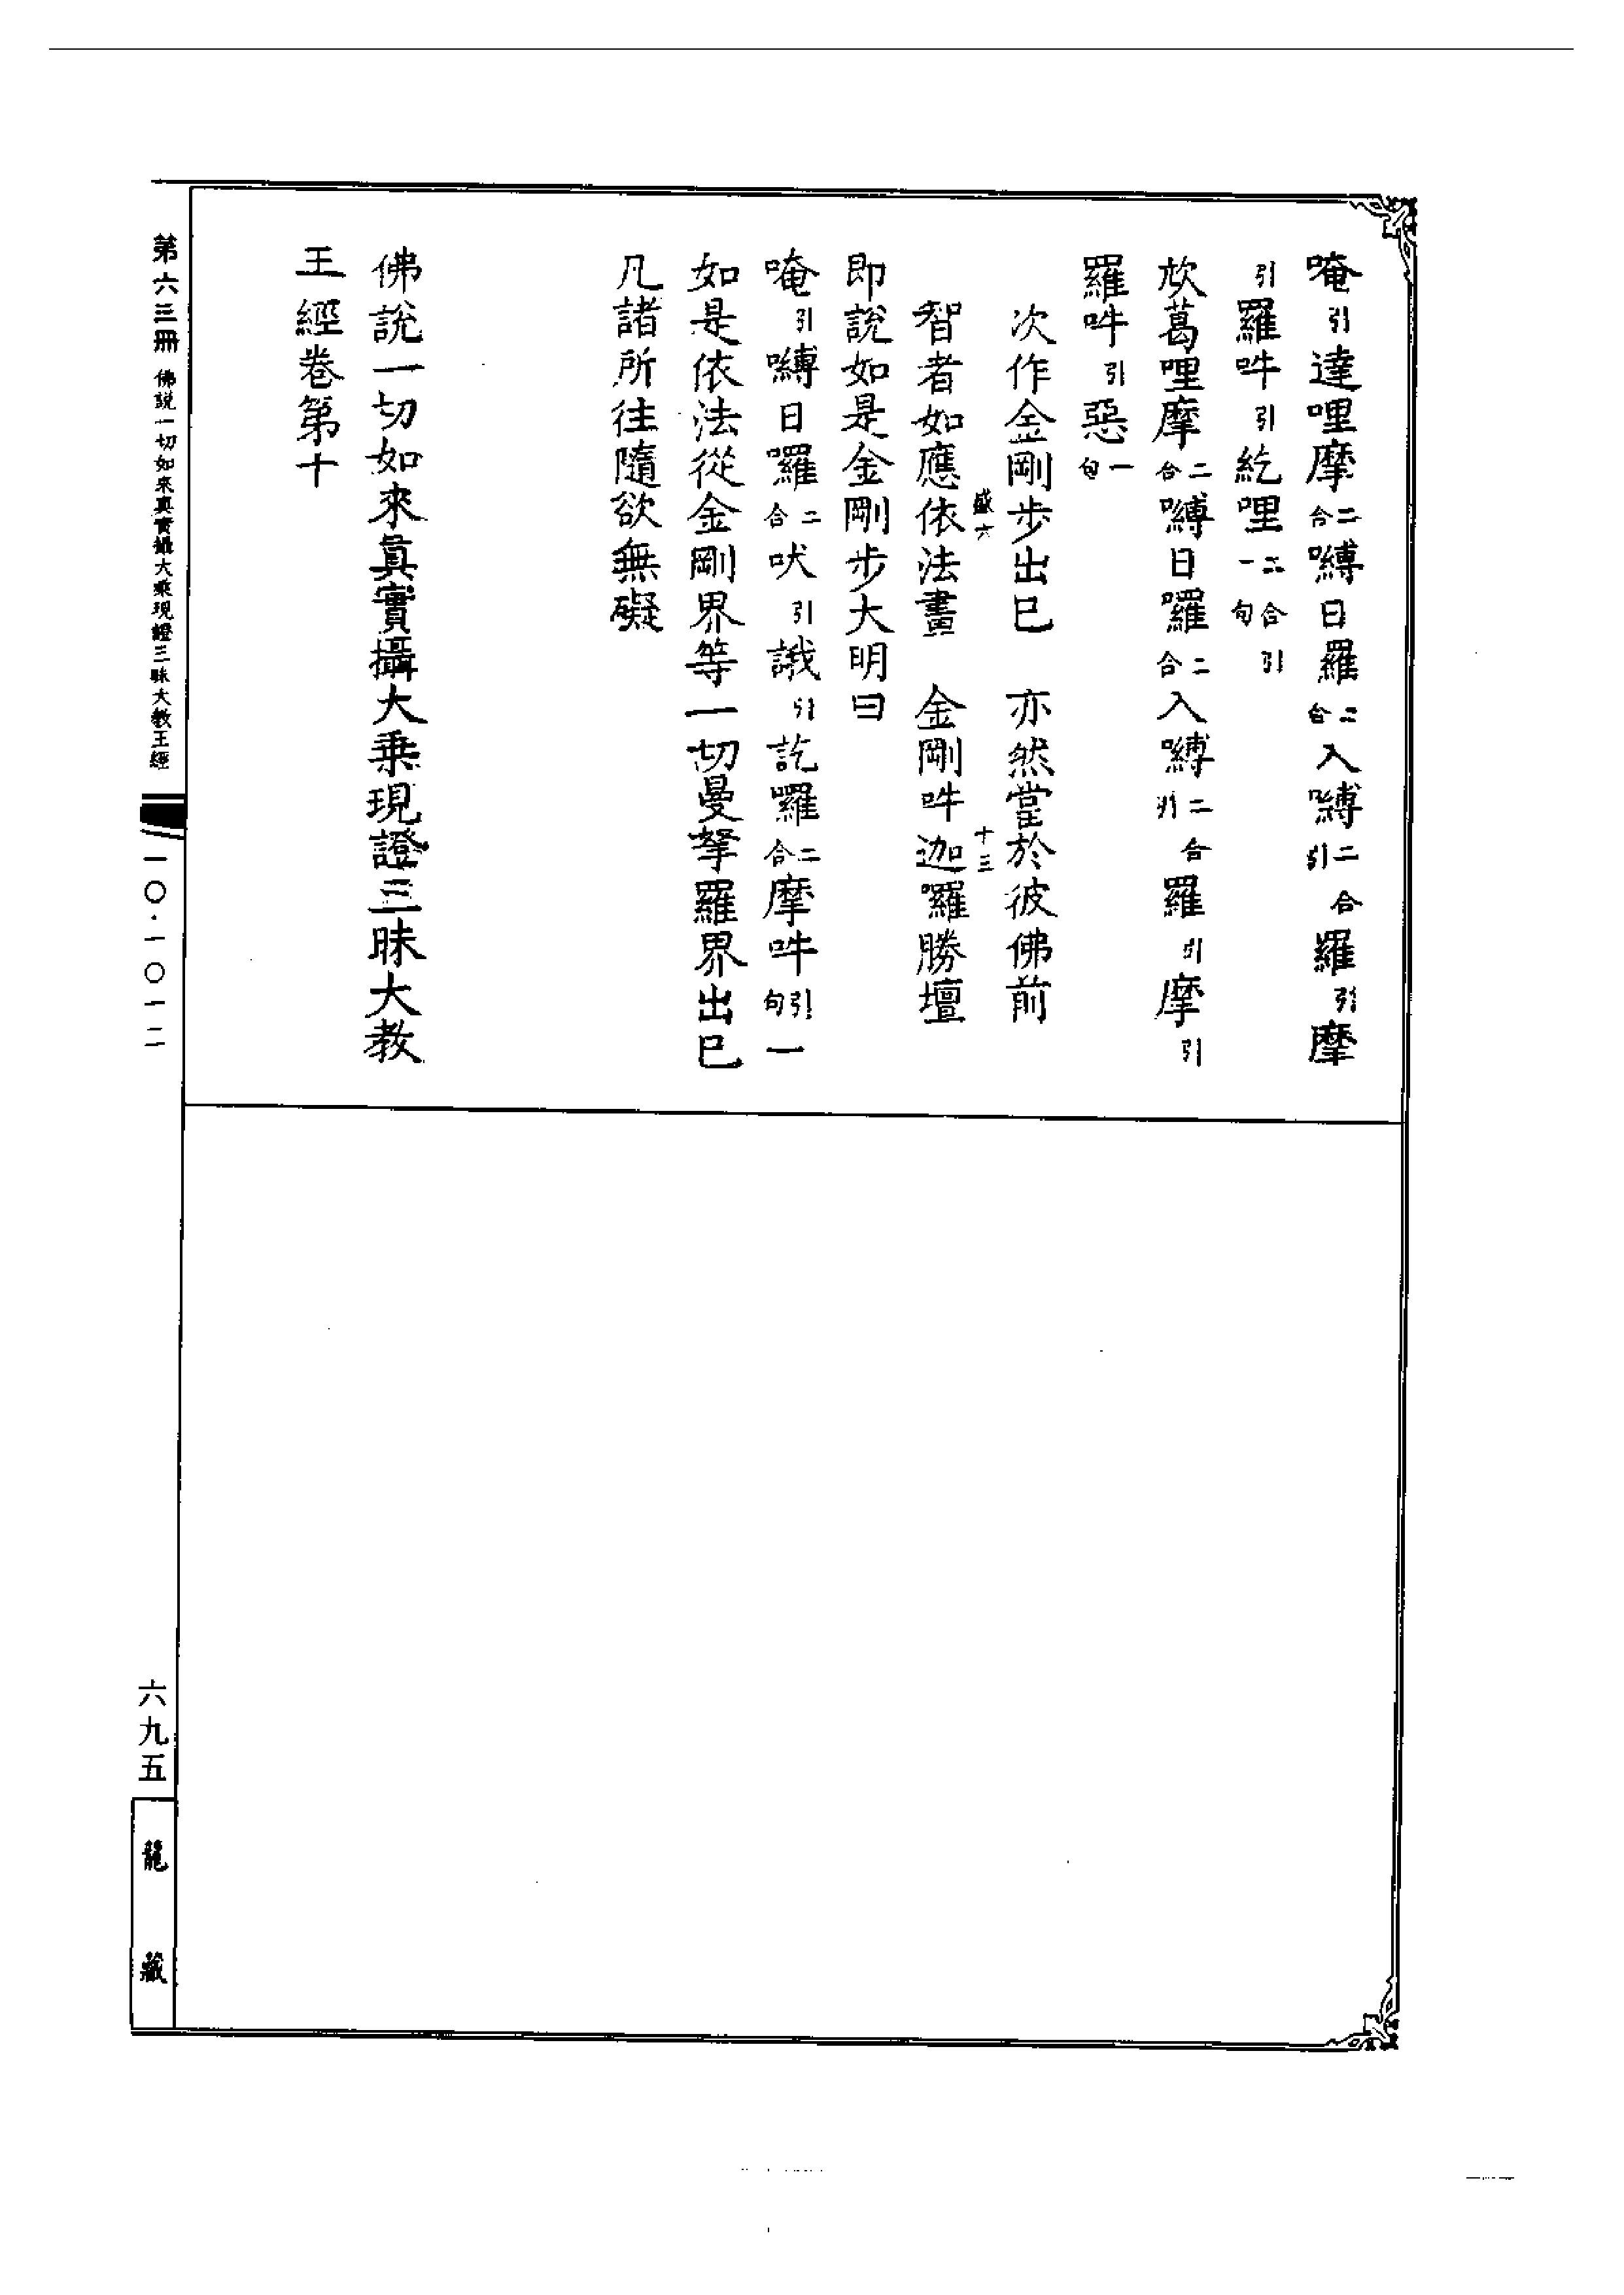 唵引達哩摩二合嚩日羅二合入嚩二合引羅引摩
引羅吽引紇哩二合引一句
欻葛哩摩二合嚩日羅二合入嚩二合引羅引摩引
羅吽引惡一句
次作金剛步出已　亦然當於彼佛前
盛六
十三
智者如應依法畫　金剛吽迦囉勝壇
即說如是金剛步大明曰
唵引嚩日囉二合吠引誐引訖囉二合摩吽引一句
如是依法從金剛界等一切曼拏羅界出已
凡諸所往隨欲無礙
佛說一切如來真實攝大乘現證三昧大教
王經卷第十
第六三冊　佛說一切如來真實攝大乘現證三昧大教王經
一〇·一〇一二
六九五
龍藏